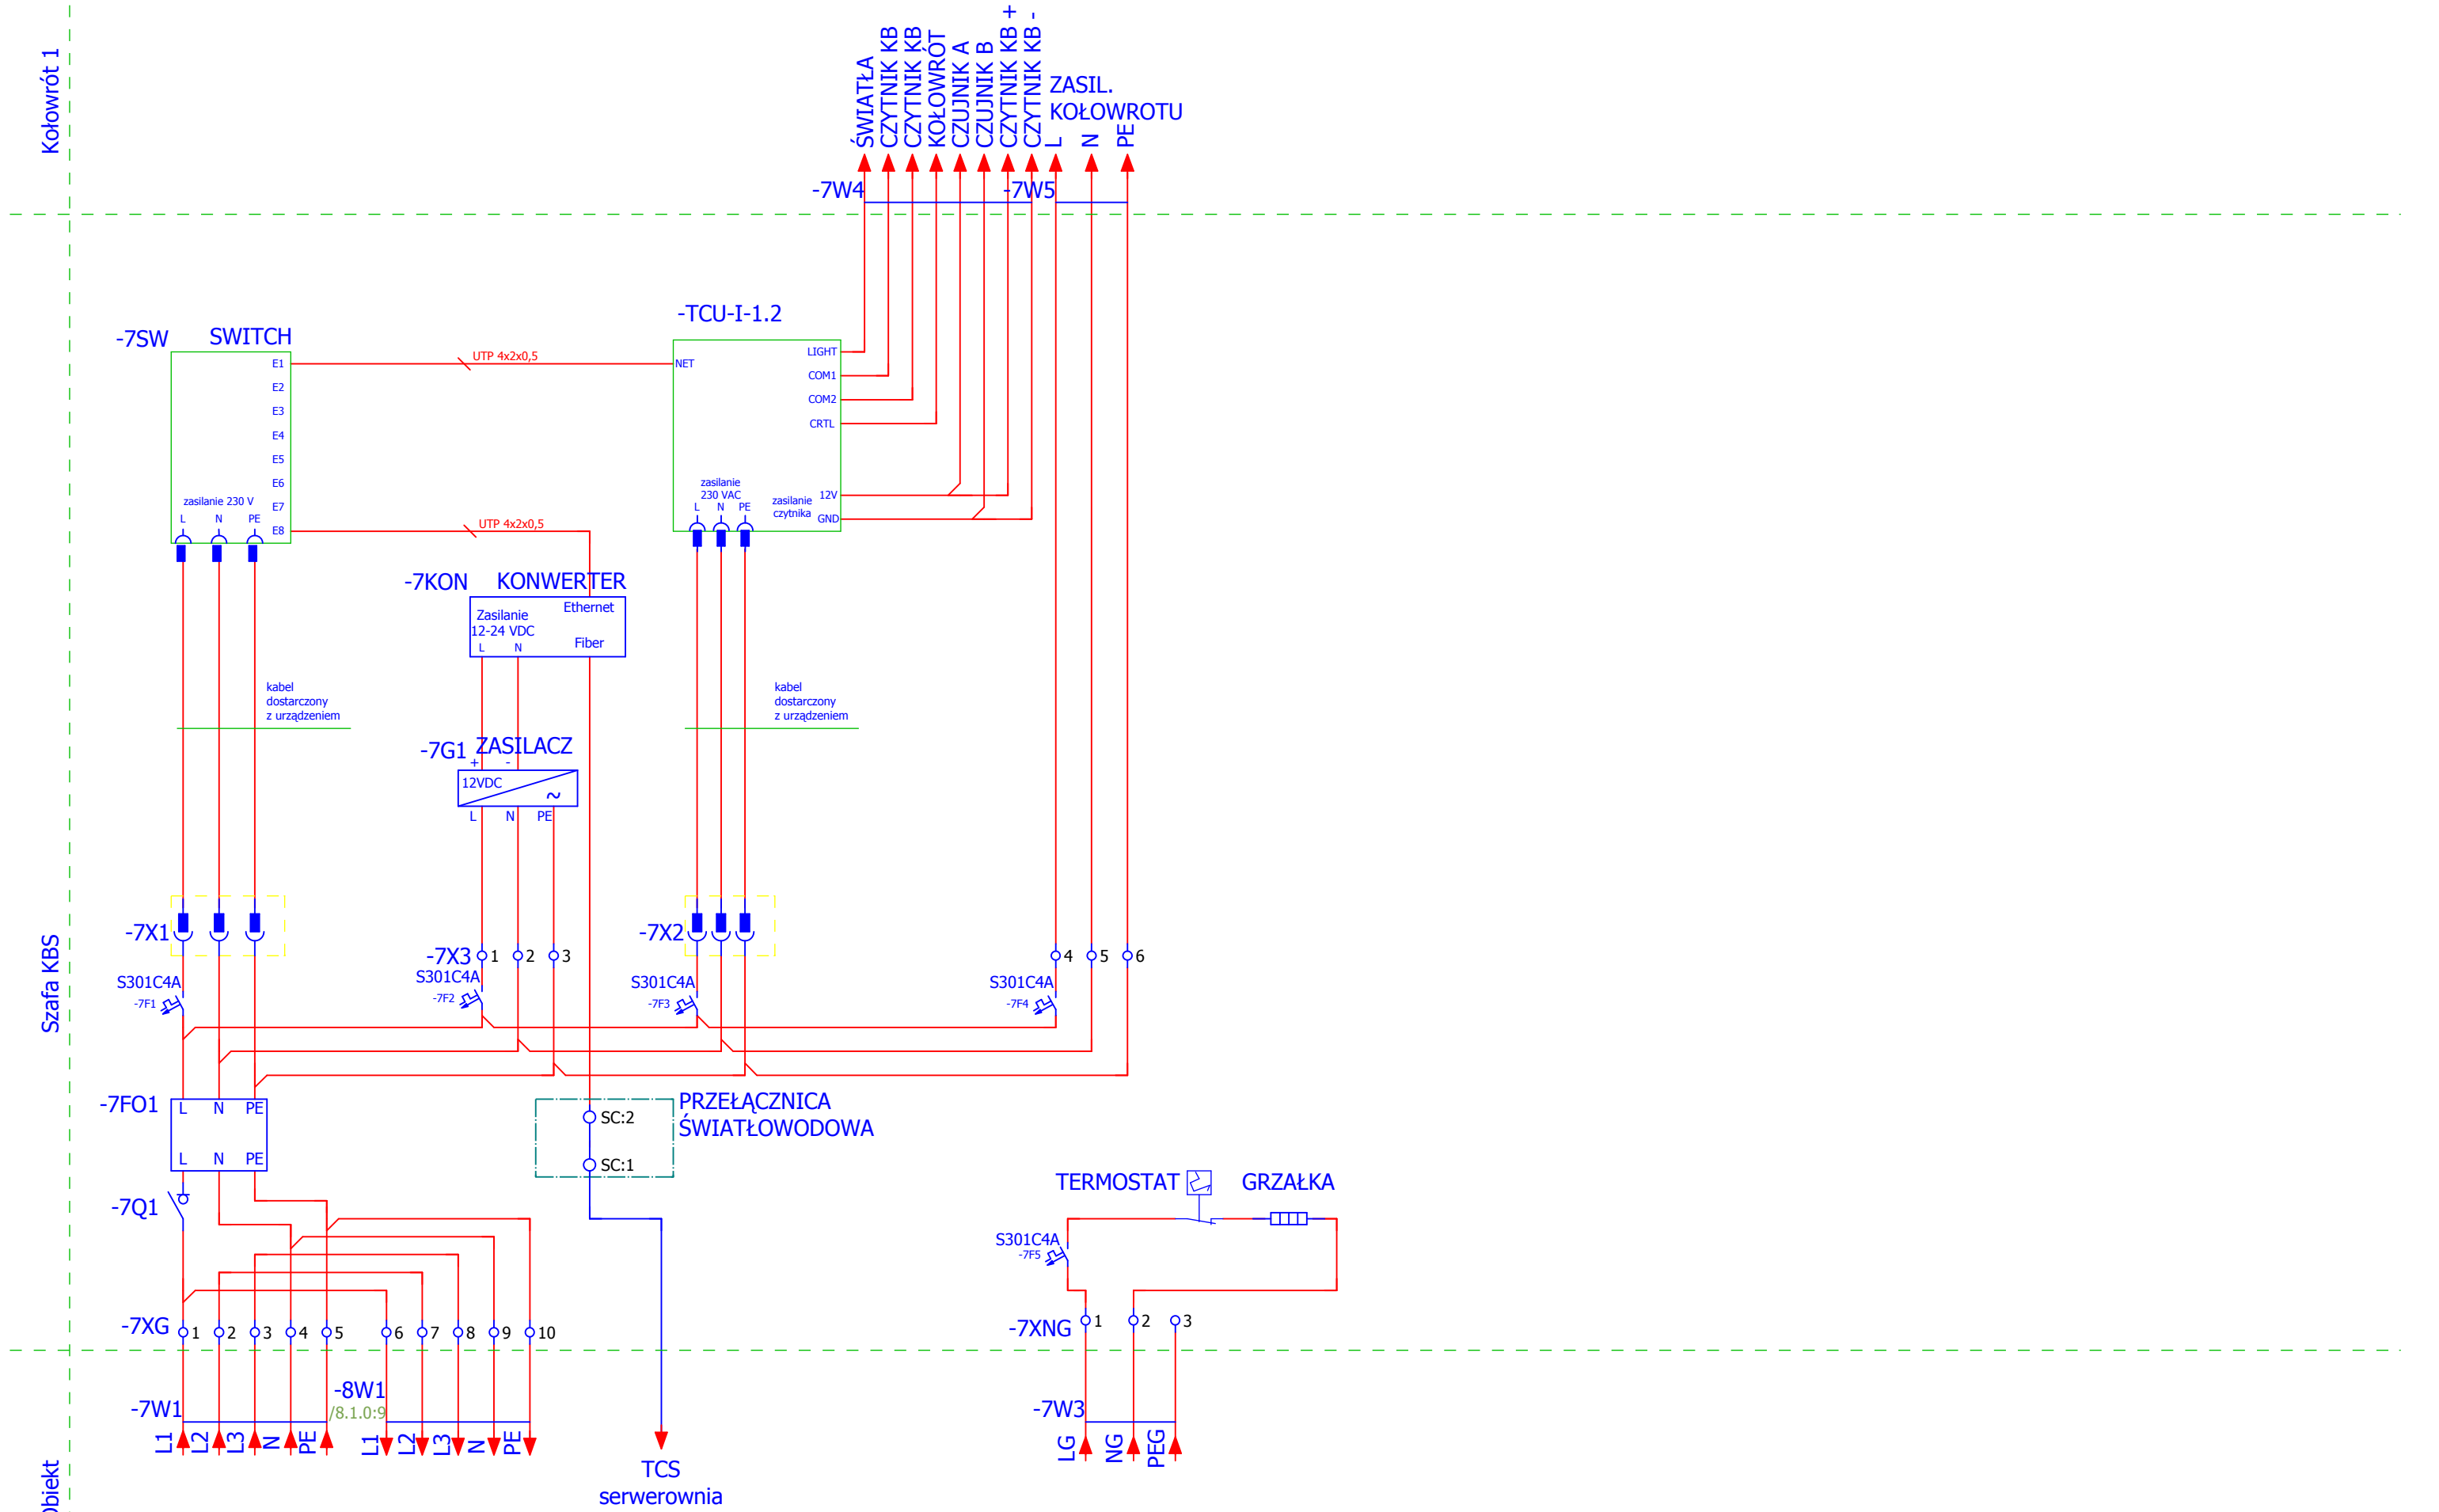 Kołowrót 1
ŚWIATŁA
CZYTNIK KB
CZYTNIK KB
KOŁOWRÓT
CZUJNIK A
CZUJNIK B
CZYTNIK KB +
CZYTNIK KB -
ZASIL.
KOŁOWROTU
L
N
PE
-7W4
-7W5
-7SW
SWITCH
E1
E2
E3
E4
E5
E6
E7
E8
zasilanie 230 V
L
N
PE
UTP 4x2x0,5
UTP 4x2x0,5
-TCU-I-1.2
NET
LIGHT
COM1
COM2
CRTL
12V
GND
zasilanie
230 VAC
L
N
PE
zasilanie
czytnika
-7KON
KONWERTER
Zasilanie
12-24 VDC
L
N
Ethernet
Fiber
kabel
dostarczony
z urządzeniem
kabel
dostarczony
z urządzeniem
-7G1
ZASILACZ
+
-
12VDC
~
L
N
PE
Szafa KBS
-7X1
-7X3
1
2
3
-7X2
4
5
6
S301C4A
-7F1
S301C4A
-7F2
S301C4A
-7F3
S301C4A
-7F4
-7FO1
L
N
PE
L
N
PE
PRZEŁĄCZNICA
ŚWIATŁOWODOWA
SC:2
SC:1
-7Q1
TERMOSTAT
GRZAŁKA
S301C4A
-7F5
-7XG
1
2
3
4
5
6
7
8
9
10
-7XNG
1
2
3
-7W1
-8W1
/8.1.0:9
-7W3
L1
L2
L3
N
PE
L1
L2
L3
N
PE
TCS
serwerownia
LG
NG
PEG
Obiekt